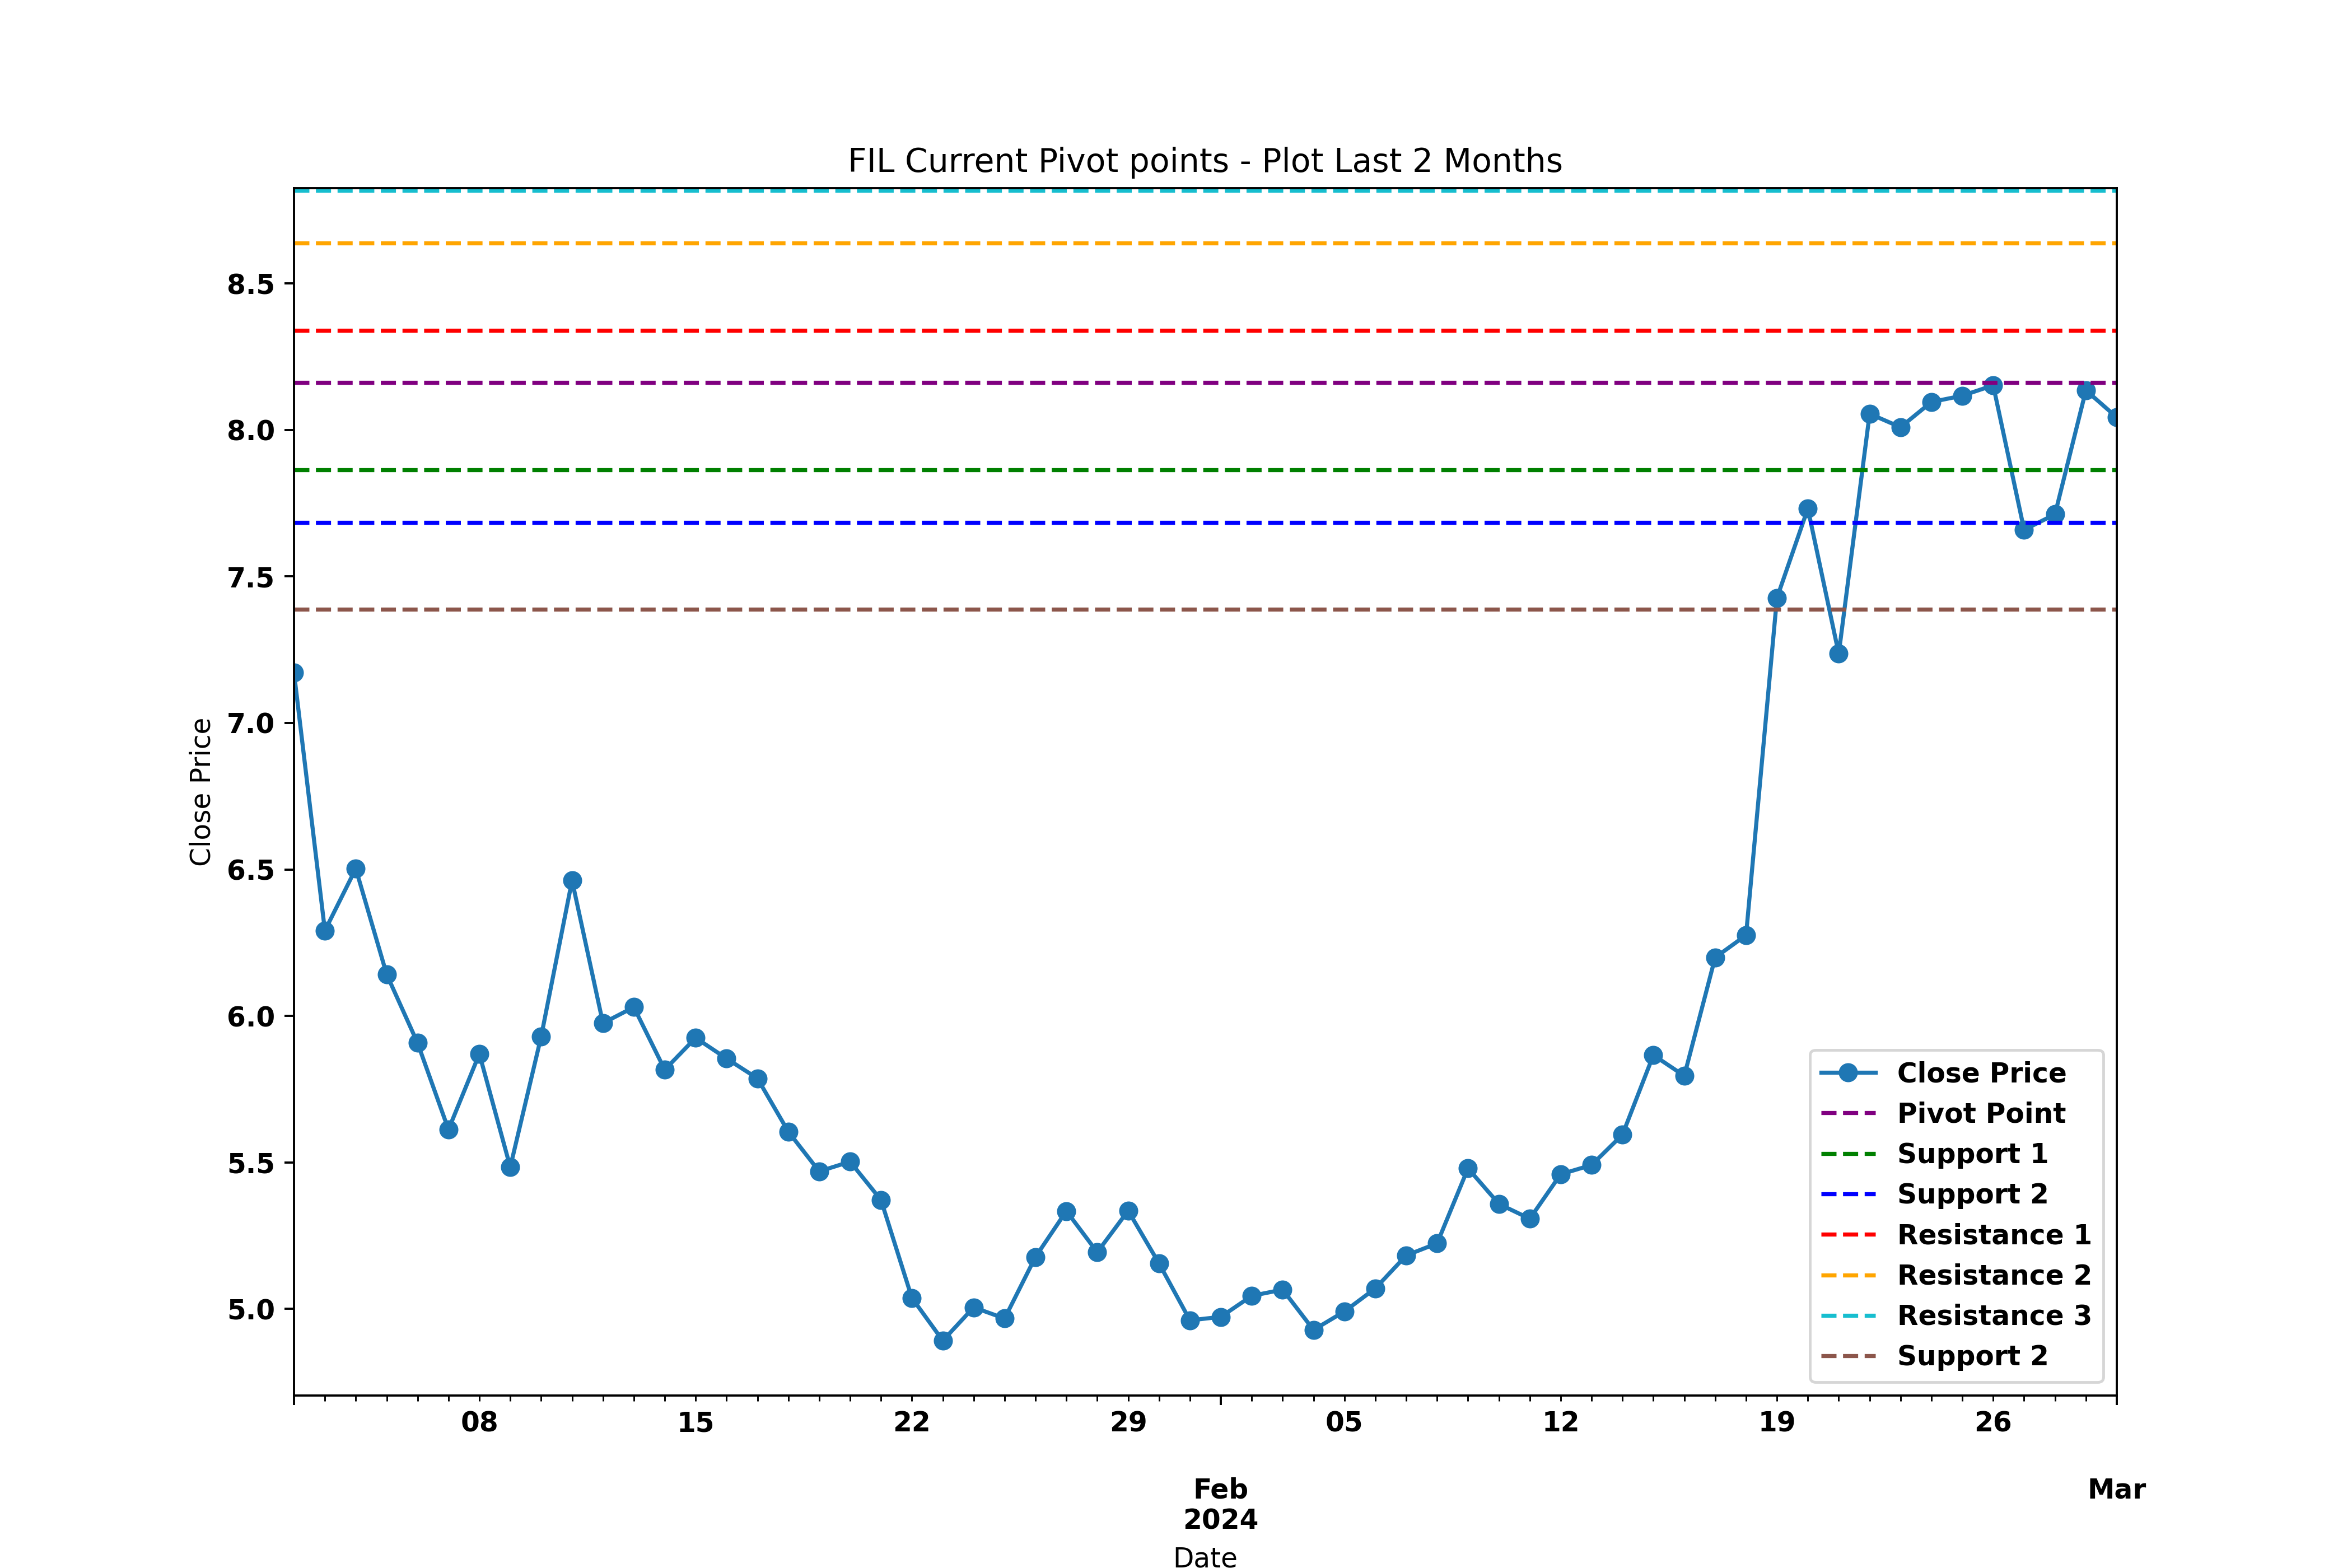 FIL Current Pivot points - Plot Last 2 Months
8.5
8.0
7.5
7.0
6.5
6.0
5.5
5.0
Close Price
Close Price
Pivot Point
Support 1
Support 2
Resistance 1
Resistance 2
Resistance 3
Support 2
08 15 22 29 05 12 19 26
Feb Mar
2024
Date